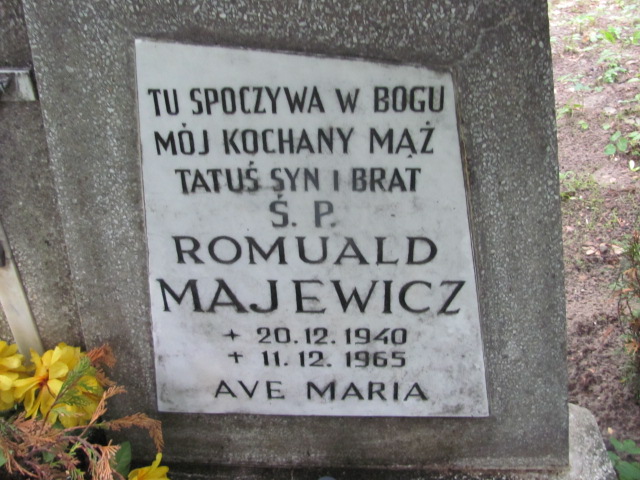 TU SPOCZYWA W BOGU
MÓJ KOCHANY MĄŻ
TATUŚ SYN I BRAT
Ś. P.
ROMUALD
MAJEWICZ
+ 20.12.1940
+ 11.12.1965
AVE MARIA